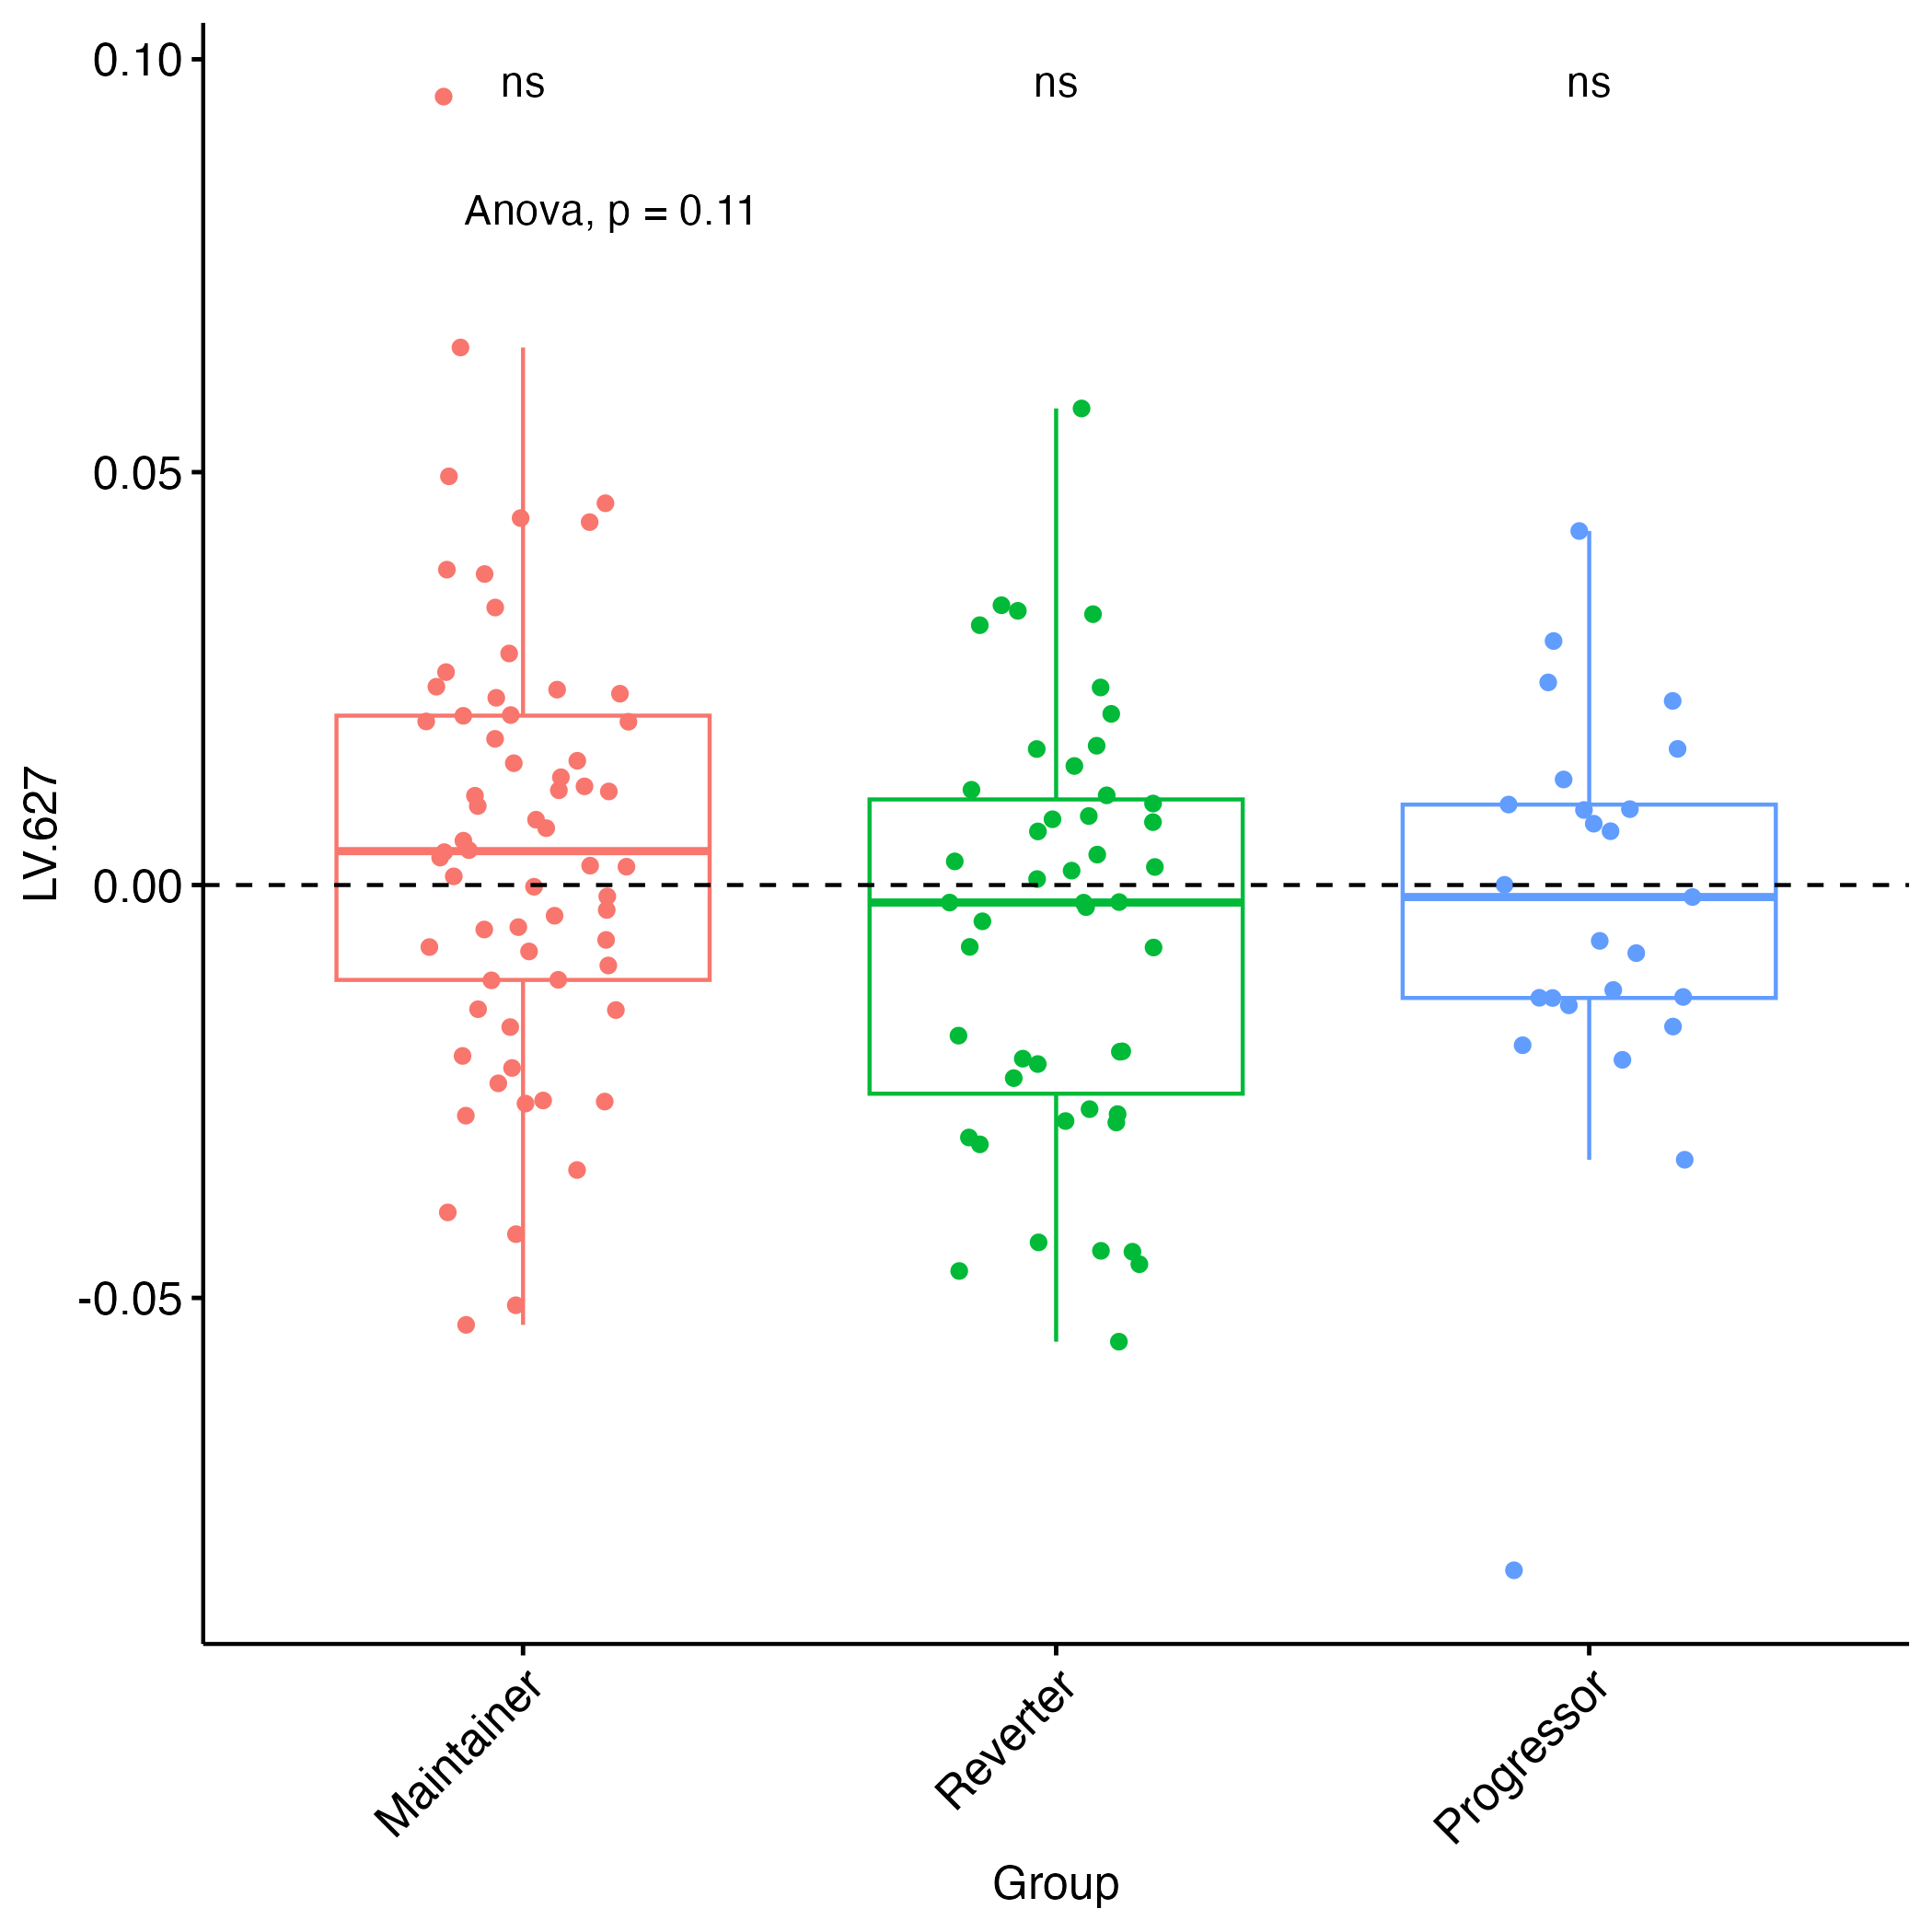 0.10
ns
ns
ns
Anova, p = 0.11
0.05
LV.627
0.00
-0.05
Maintainer
Reverter
Progressor
Group